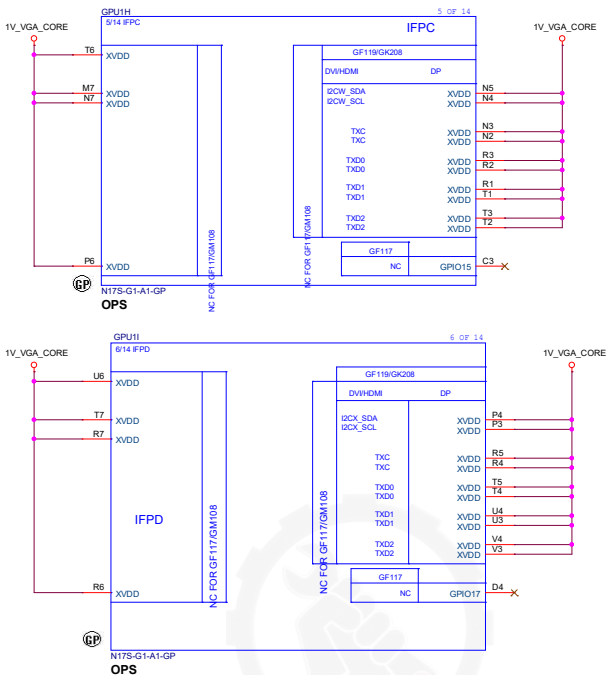 GPU1H 5 OF 14
1V_VGA_CORE 5/14 IFPC IFPC 1V_VGA_CORE
GF119/GK208
T6 XVDD
DVI/HDMI DP
M7 XVDD I2CW_SDA XVDD N5
N7 XVDD I2CW_SCL XVDD N4
TXC XVDD N3
TXC XVDD N2
TXD0 XVDD R3
TXD0 XVDD R2
TXD1 XVDD R1
TXD1 XVDD T1
TXD2 XVDD T3
TXD2 XVDD T2
NC FOR GF117/GM108
NC FOR GF117/GM108
GF117
P6 XVDD NC GPIO15 C3
GP
N17S-G1-A1-GP
OPS
GPU1I 6 OF 14
1V_VGA_CORE 6/14 IFPD 1V_VGA_CORE
GF119/GK208
U6 XVDD
DVI/HDMI DP
T7 XVDD I2CX_SDA XVDD P4
R7 XVDD I2CX_SCL XVDD P3
TXC XVDD R5
TXC XVDD R4
TXD0 XVDD T5
TXD0 XVDD T4
IFPD
TXD1 XVDD U4
TXD1 XVDD U3
TXD2 XVDD V4
TXD2 XVDD V3
NC FOR GF117/GM108
NC FOR GF117/GM108
GF117
R6 XVDD NC GPIO17 D4
GP
N17S-G1-A1-GP
OPS